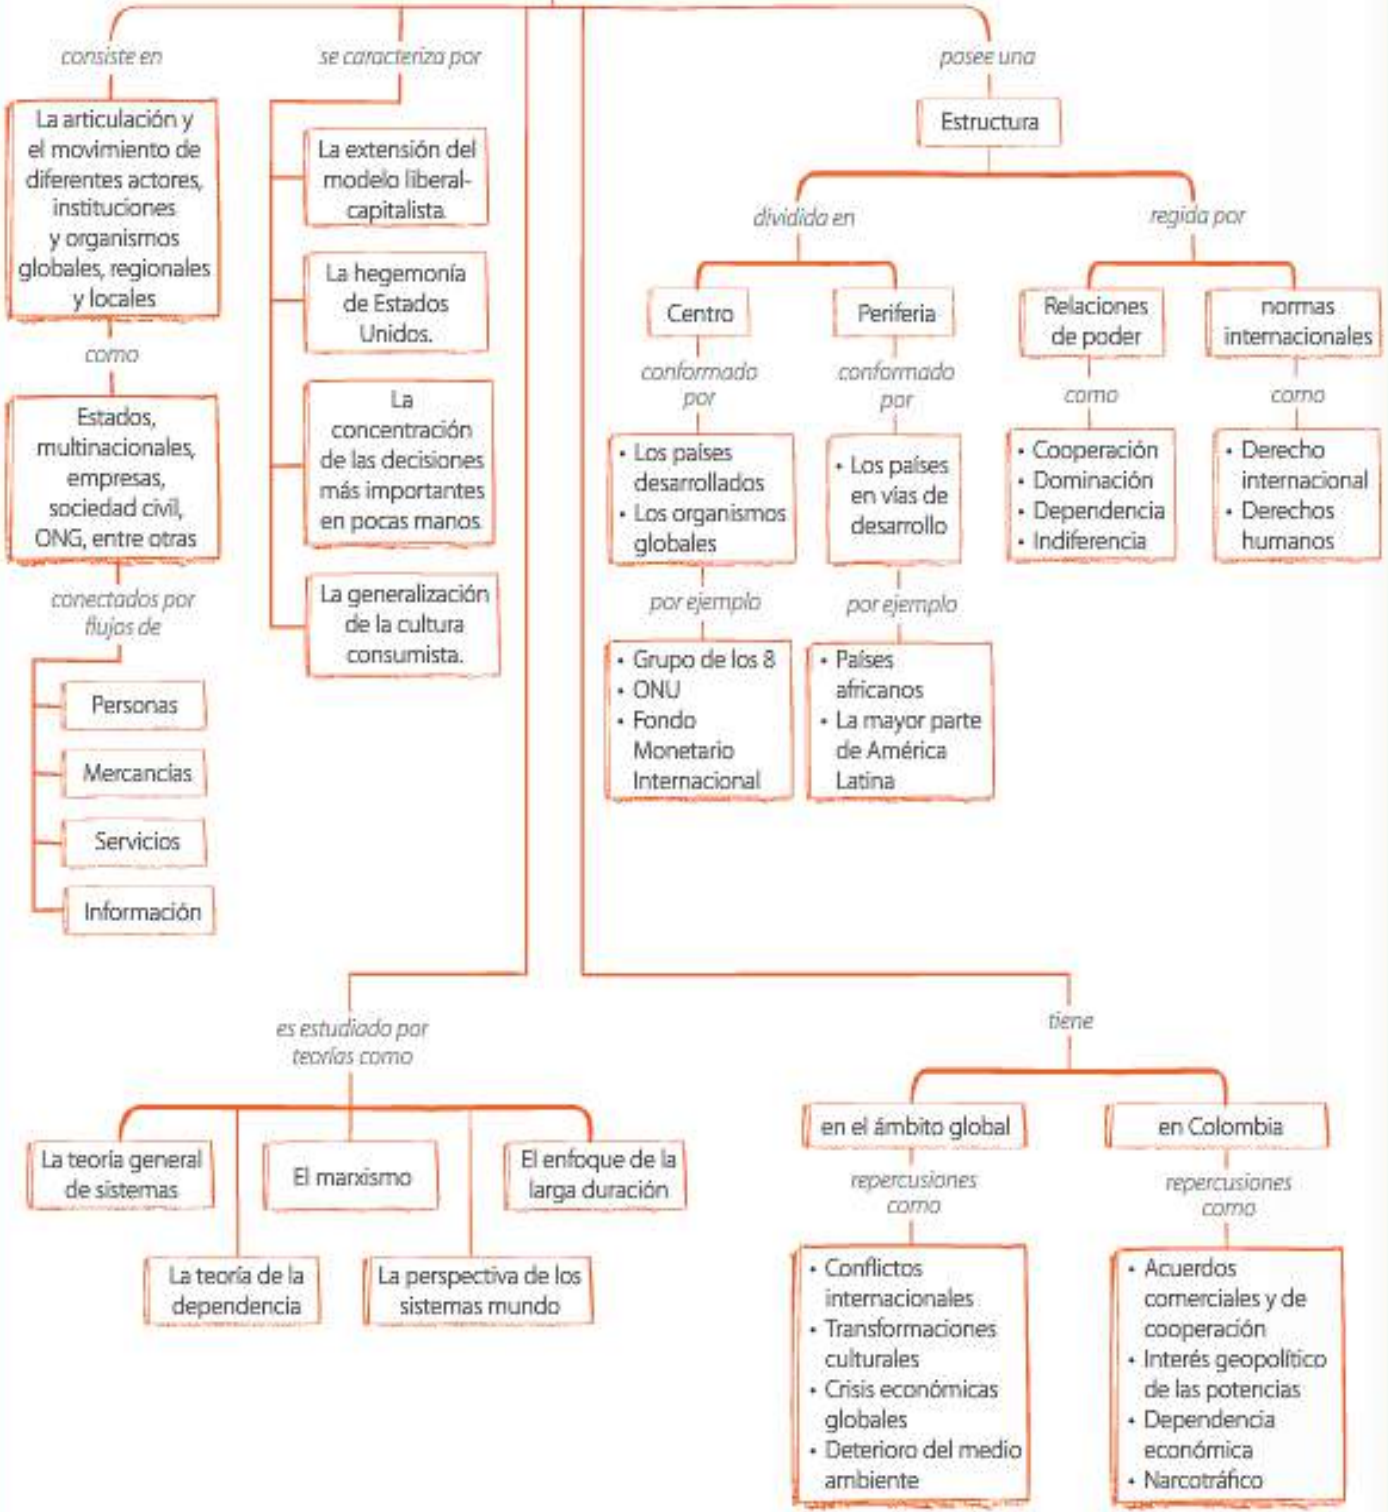 consiste en
La articulación y
el movimiento de
diferentes actores,
instituciones
y organismos
globales, regionales
y locales
como
Estados,
multinacionales,
empresas,
sociedad civil,
ONG, entre otras
conectados por
flujos de
Personas
Mercancías
Servicios
Información
se caracteriza por
La extensión del
modelo liberal-
capitalista.
La hegemonía
de Estados
Unidos.
La
concentración
de las decisiones
más importantes
en pocas manos.
La generalización
de la cultura
consumista.
posee una
Estructura
dividida en
Centro
conformado
por
• Los países
desarrollados
• Los organismos
globales
por ejemplo
• Grupo de los 8
• ONU
• Fondo
Monetario
Internacional
Periferia
conformado
por
• Los países
en vías de
desarrollo
por ejemplo
• Países
africanos
• La mayor parte
de América
Latina
regida por
Relaciones
de poder
como
• Cooperación
• Dominación
• Dependencia
• Indiferencia
normas
internacionales
como
• Derecho
internacional
• Derechos
humanos
es estudiado por
teorías como
La teoría general
de sistemas
La teoría de la
dependencia
El marxismo
La perspectiva de los
sistemas mundo
El enfoque de la
larga duración
tiene
en el ámbito global
repercusiones
como
• Conflictos
internacionales
• Transformaciones
culturales
• Crisis económicas
globales
• Deterioro del medio
ambiente
en Colombia
repercusiones
como
• Acuerdos
comerciales y de
cooperación
• Interés geopolítico
de las potencias
• Dependencia
económica
• Narcotráfico